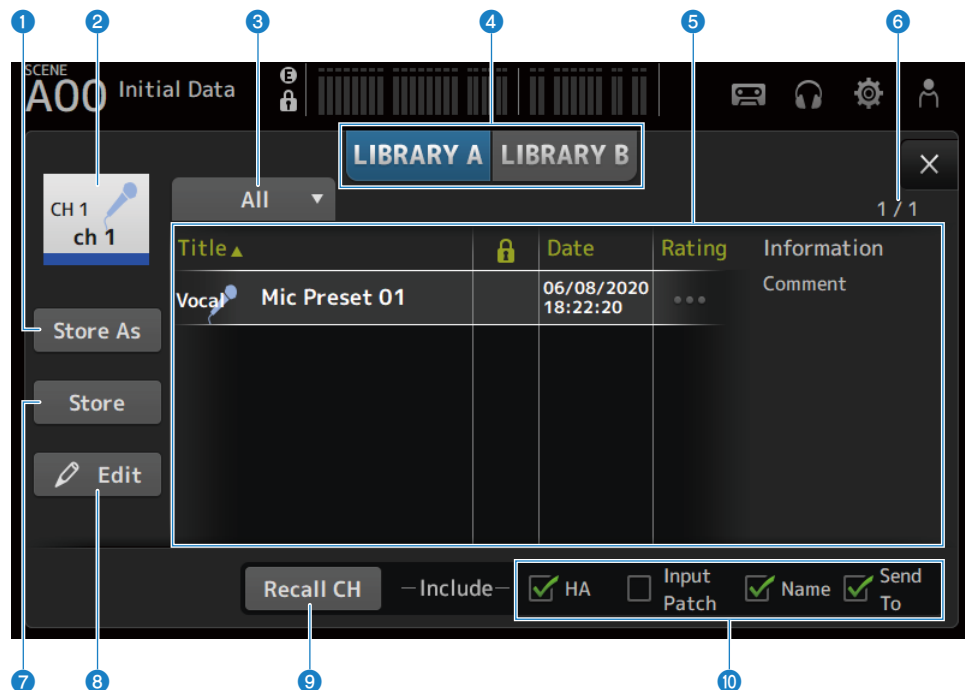 1 2 3 4 5 6
SCENE
A00 Initial Data
E
LIBRARY A LIBRARY B
All
1 / 1
CH 1
ch 1
Title Date Rating Information
Vocal Mic Preset 01 06/08/2020
18:22:20
Comment
Store As
Store
Edit
Recall CH Include HA Input
Patch Name Send
To
7 8 9 10